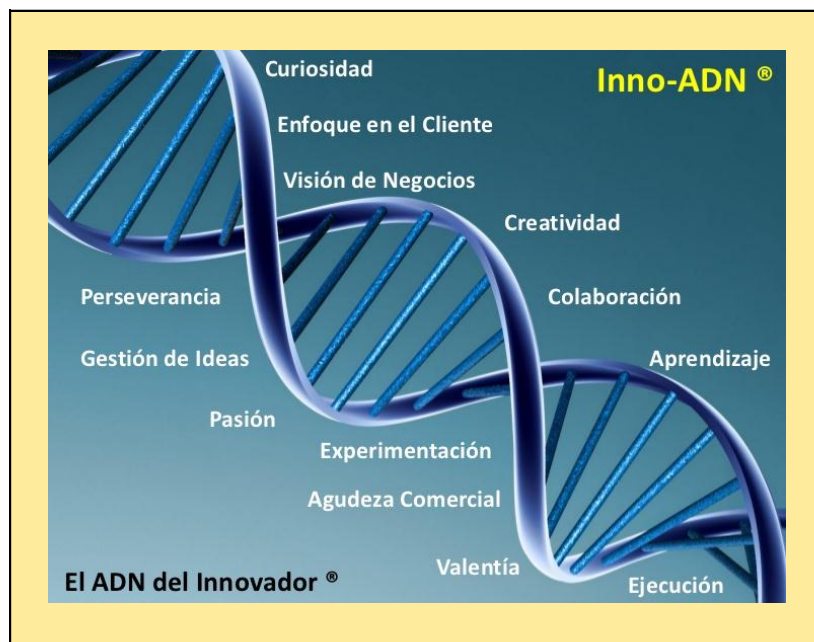 Curiosidad
Inno-ADN ®
Enfoque en el Cliente
Visión de Negocios
Creatividad
Perseverancia
Colaboración
Gestión de Ideas
Aprendizaje
Pasión
Experimentación
Agudeza Comercial
Valentía
El ADN del Innovador ®
Ejecución